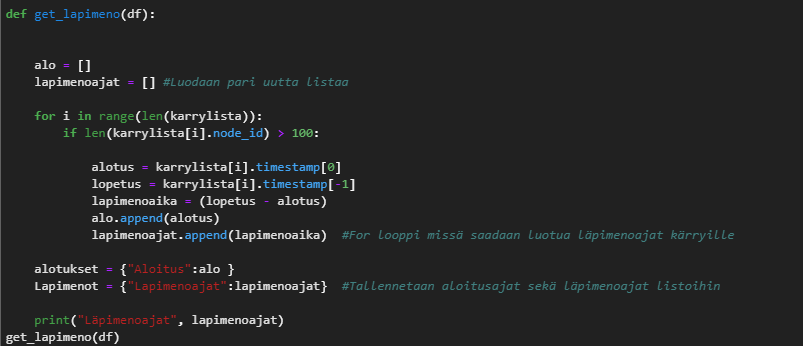 def get_lapimeno(df):
    alo = []
    lapimenoajat = [] #Luodaan pari uutta listaa
    for i in range(len(karrylista)):
        if len(karrylista[i].node_id) > 100:
            alotus = karrylista[i].timestamp[0]
            lopetus = karrylista[i].timestamp[-1]
            lapimenoaika = (lopetus - alotus)
            alo.append(alotus)
            lapimenoajat.append(lapimenoaika)  #For looppi missä saadaan luotua läpimenoajat kärryille
    alotukset = {"Aloitus":alo }
    Lapimenot = {"Lapimenoajat":lapimenoajat}  #Tallennetaan aloitusajat sekä läpimenoajat listoihin
    print("Läpimenoajat", lapimenoajat)
get_lapimeno(df)